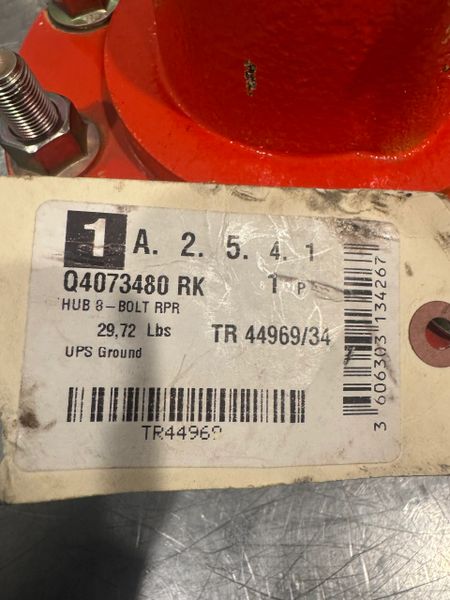 1 A. 2. 5. 4. 1
Q4073480 RK 1 P
HUB 8-BOLT RPR
29,72 Lbs TR 44969/34
UPS Ground
TR44969
3 606303 134267